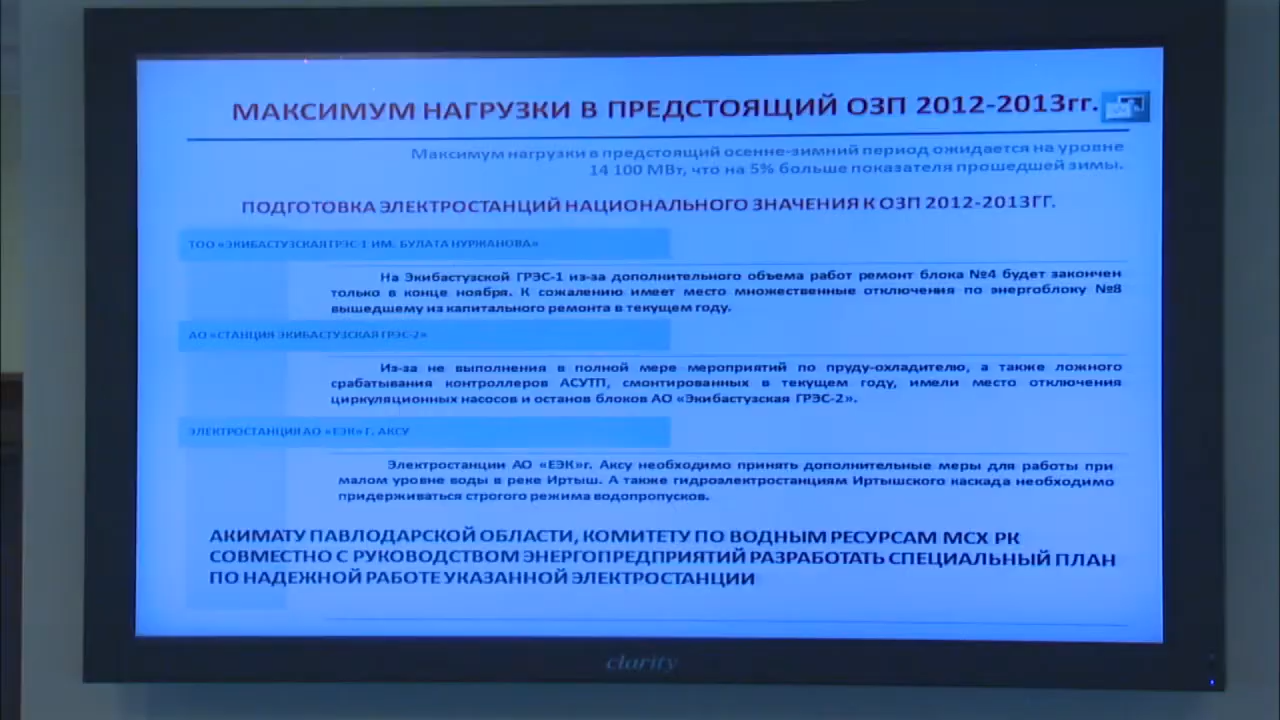 МАКСИМУМ НАГРУЗКИ В ПРЕДСТОЯЩИЙ ОЗП 2012-2013гг.
Максимум нагрузки в предстоящий осенне-зимний период ожидается на уровне
14 100 МВт, что на 5% больше показателя прошедшей зимы.
ПОДГОТОВКА ЭЛЕКТРОСТАНЦИЙ НАЦИОНАЛЬНОГО ЗНАЧЕНИЯ К ОЗП 2012-2013ГГ.
ТОО «ЭКИБАСТУЗСКАЯ ГРЭС-1 ИМ. БУЛАТА НУРЖАНОВА»
На Экибастузской ГРЭС-1 из-за дополнительного объема работ ремонт блока №4 будет закончен
только в конце ноября. К сожалению имеет место множественные отключения по энергоблоку №8
вышедшему из капитального ремонта в текущем году.
АО «СТАНЦИЯ ЭКИБАСТУЗСКАЯ ГРЭС-2»
Из-за не выполнения в полной мере мероприятий по пруду-охладителю, а также ложного
срабатывания контроллеров АСУТП, смонтированных в текущем году, имели место отключения
циркуляционных насосов и останов блоков АО «Экибастузская ГРЭС-2».
ЭЛЕКТРОСТАНЦИИ АО «ЕЭК» Г. АКСУ
Электростанции АО «ЕЭК»г. Аксу необходимо принять дополнительные меры для работы при
малом уровне воды в реке Иртыш. А также гидроэлектростанциям Иртышского каскада необходимо
придерживаться строгого режима водопропусков.
АКИМАТУ ПАВЛОДАРСКОЙ ОБЛАСТИ, КОМИТЕТУ ПО ВОДНЫМ РЕСУРСАМ МСХ РК
СОВМЕСТНО С РУКОВОДСТВОМ ЭНЕРГОПРЕДПРИЯТИЙ РАЗРАБОТАТЬ СПЕЦИАЛЬНЫЙ ПЛАН
ПО НАДЕЖНОЙ РАБОТЕ УКАЗАННОЙ ЭЛЕКТРОСТАНЦИИ
clarity